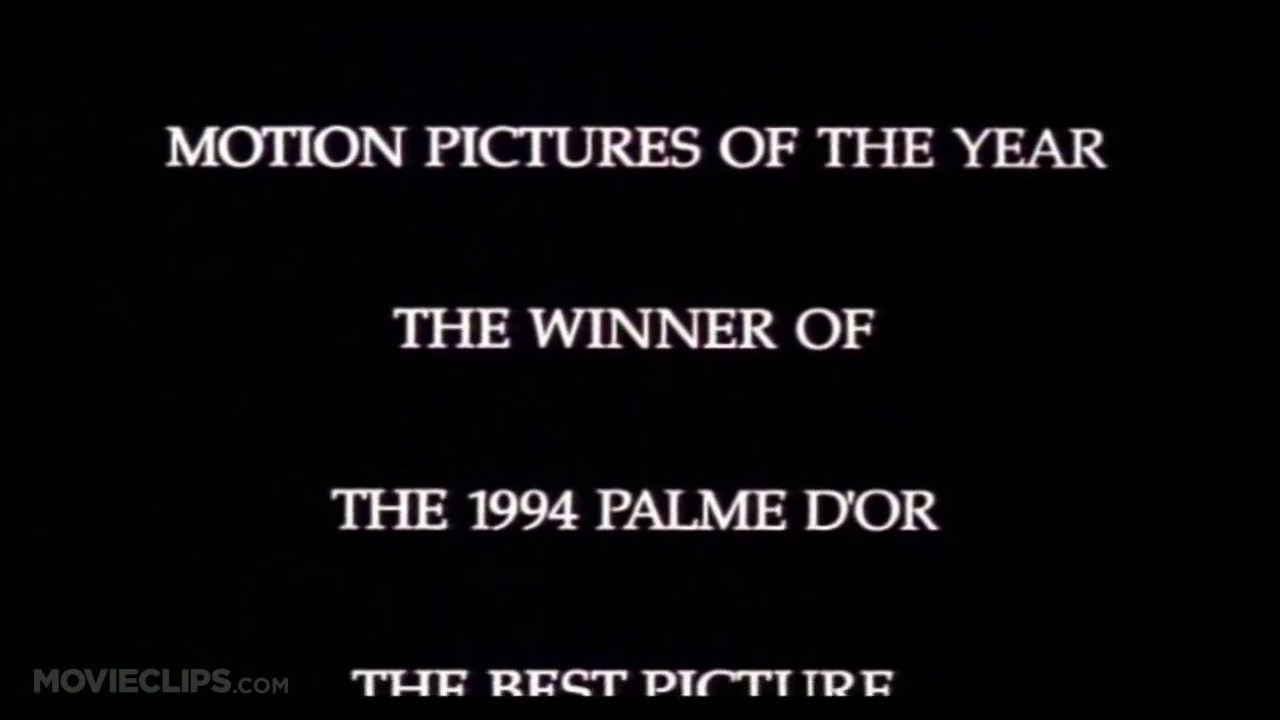 MOTION PICTURES OF THE YEAR
THE WINNER OF
THE 1994 PALME D'OR
THE BEST PICTURE
MOVIECLIPS.COM